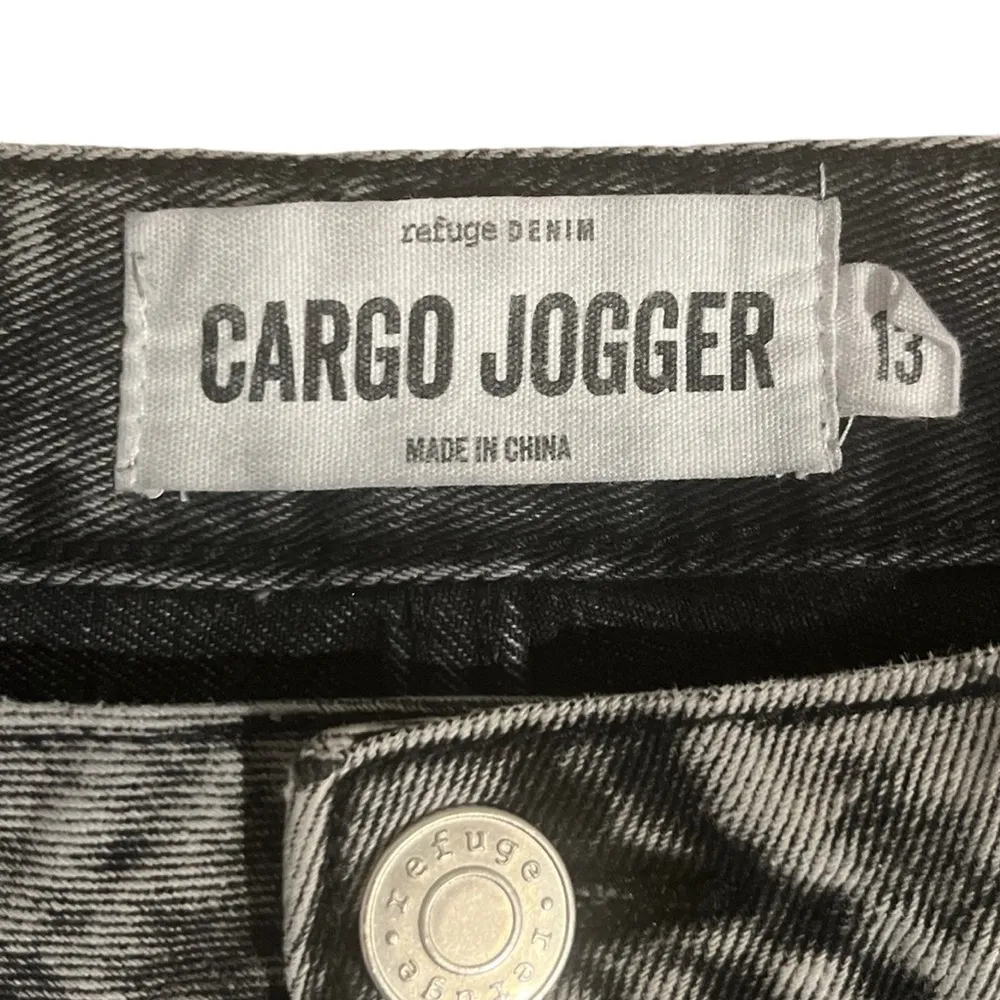 refuge DENIM
CARGO JOGGER
13
MADE IN CHINA
refuge · refuge ·